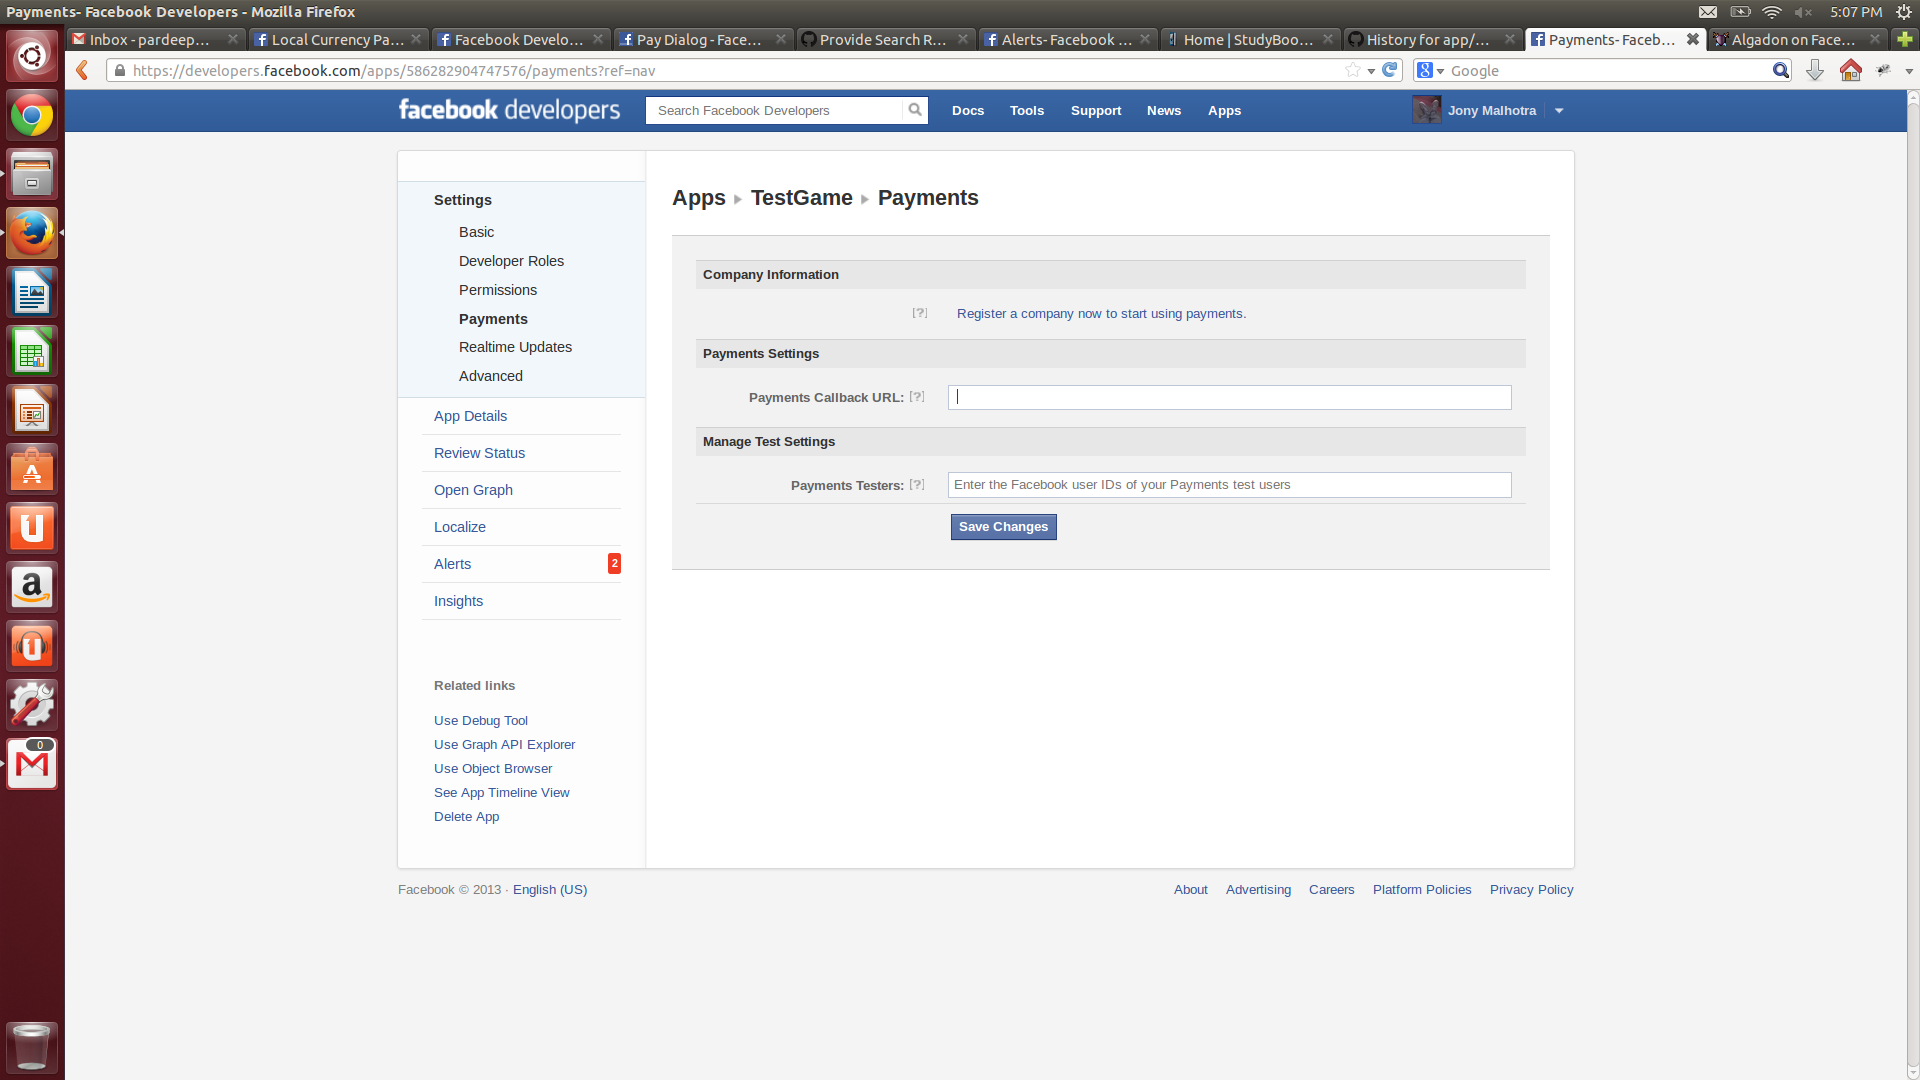 Payments- Facebook Developers - Mozilla Firefox
5:07 PM
Inbox - pardeep...
Local Currency Pa...
Facebook Develo...
Pay Dialog - Face...
Provide Search R...
Alerts- Facebook ...
Home | StudyBoo...
History for app/...
Payments- Faceb...
Algadon on Face...
https://developers.facebook.com/apps/586282904747576/payments?ref=nav
Google
facebook developers
Search Facebook Developers
Docs
Tools
Support
News
Apps
Jony Malhotra
Settings
Basic
Developer Roles
Permissions
Payments
Realtime Updates
Advanced
App Details
Review Status
Open Graph
Localize
Alerts 2
Insights
Related links
Use Debug Tool
Use Graph API Explorer
Use Object Browser
See App Timeline View
Delete App
Apps ▸ TestGame ▸ Payments
Company Information
[?] Register a company now to start using payments.
Payments Settings
Payments Callback URL: [?]
Manage Test Settings
Payments Testers: [?] Enter the Facebook user IDs of your Payments test users
Save Changes
Facebook © 2013 · English (US)
About
Advertising
Careers
Platform Policies
Privacy Policy
0